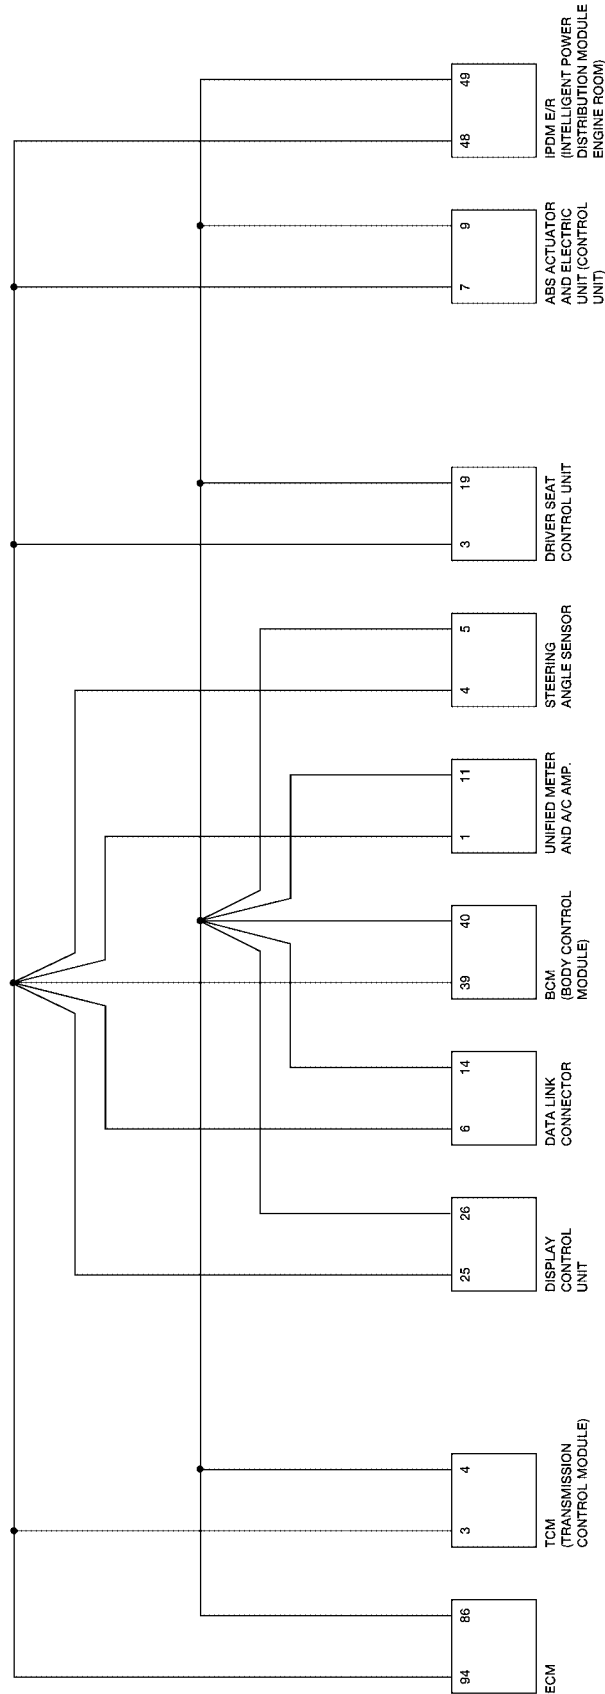 94 86
ECM
3 4
TCM
(TRANSMISSION
CONTROL MODULE)
25 26
DISPLAY
CONTROL
UNIT
6 14
DATA LINK
CONNECTOR
39 40
BCM
(BODY CONTROL
MODULE)
1 11
UNIFIED METER
AND A/C AMP.
4 5
STEERING
ANGLE SENSOR
3 19
DRIVER SEAT
CONTROL UNIT
7 9
ABS ACTUATOR
AND ELECTRIC
UNIT (CONTROL
UNIT)
48 49
IPDM E/R
(INTELLIGENT POWER
DISTRIBUTION MODULE
ENGINE ROOM)